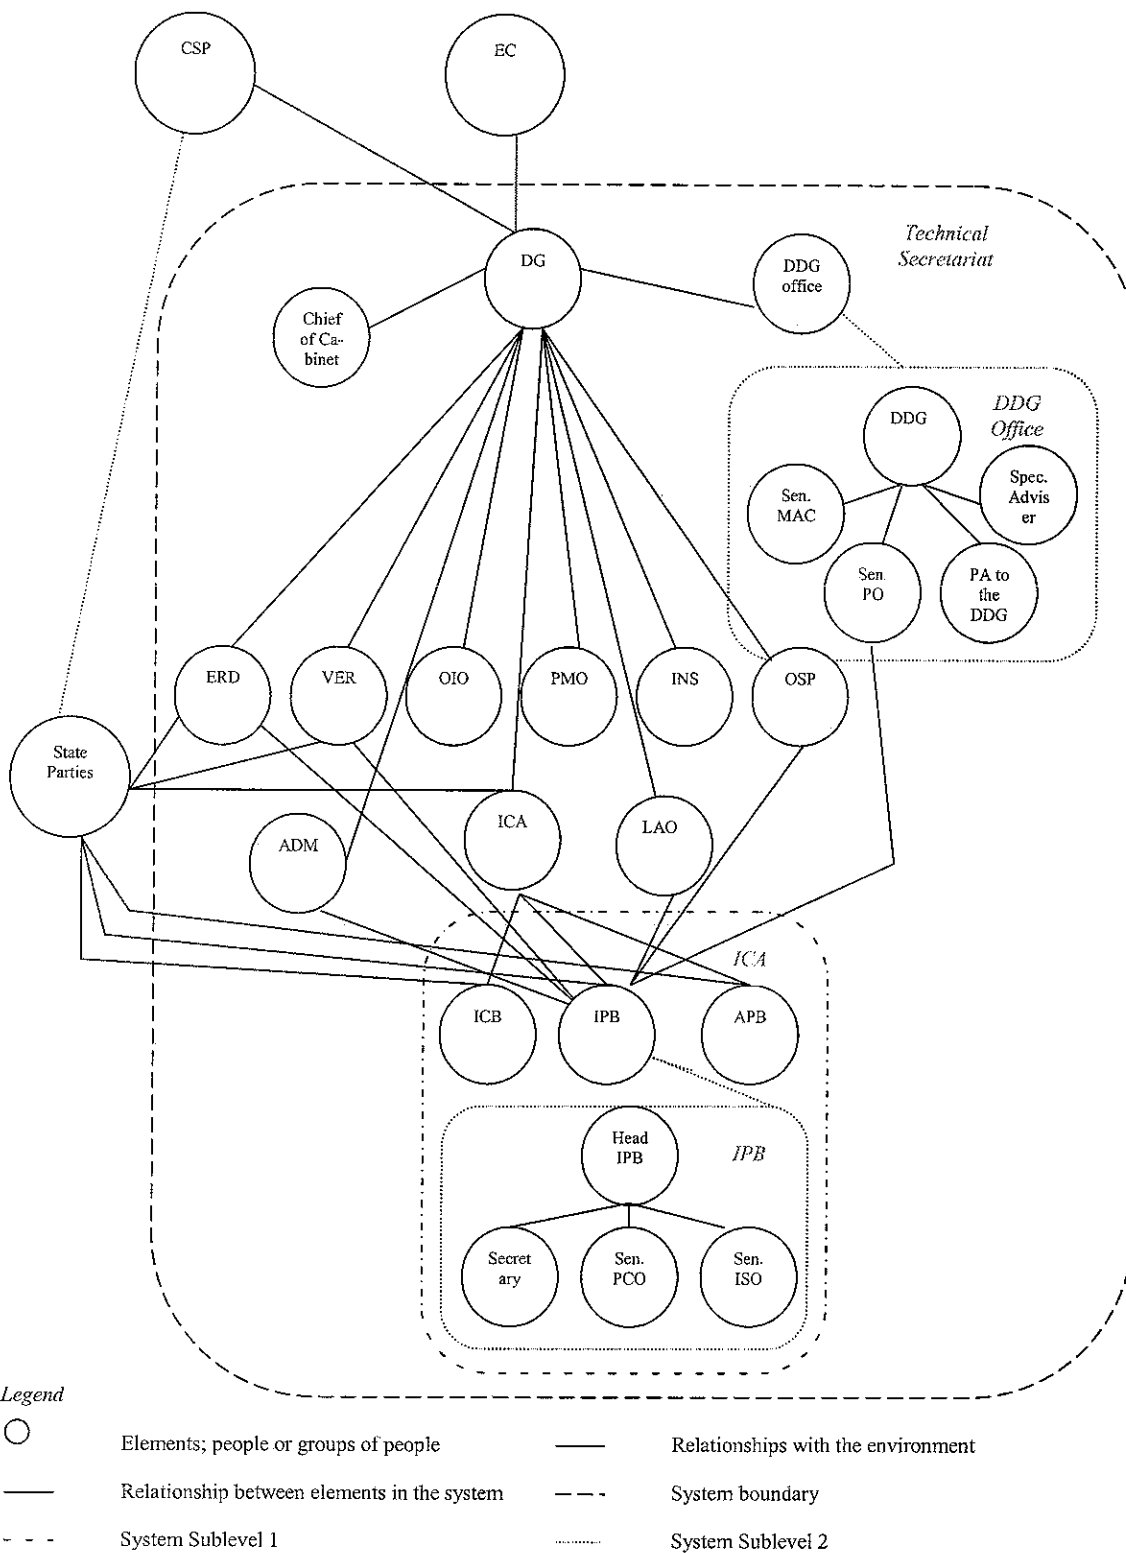 CSP
EC
Technical
Secretariat
DG
DDG
office
Chief
of Ca-
binet
DDG
Office
DDG
Spec.
Advis
er
Sen.
MAC
Sen.
PO
PA to
the
DDG
ERD
VER
OIO
PMO
INS
OSP
State
Parties
ICA
LAO
ADM
ICA
ICB
IPB
APB
Head
IPB
IPB
Secret
ary
Sen.
PCO
Sen.
ISO
Legend
Elements; people or groups of people
Relationships with the environment
Relationship between elements in the system
System boundary
System Sublevel 1
System Sublevel 2